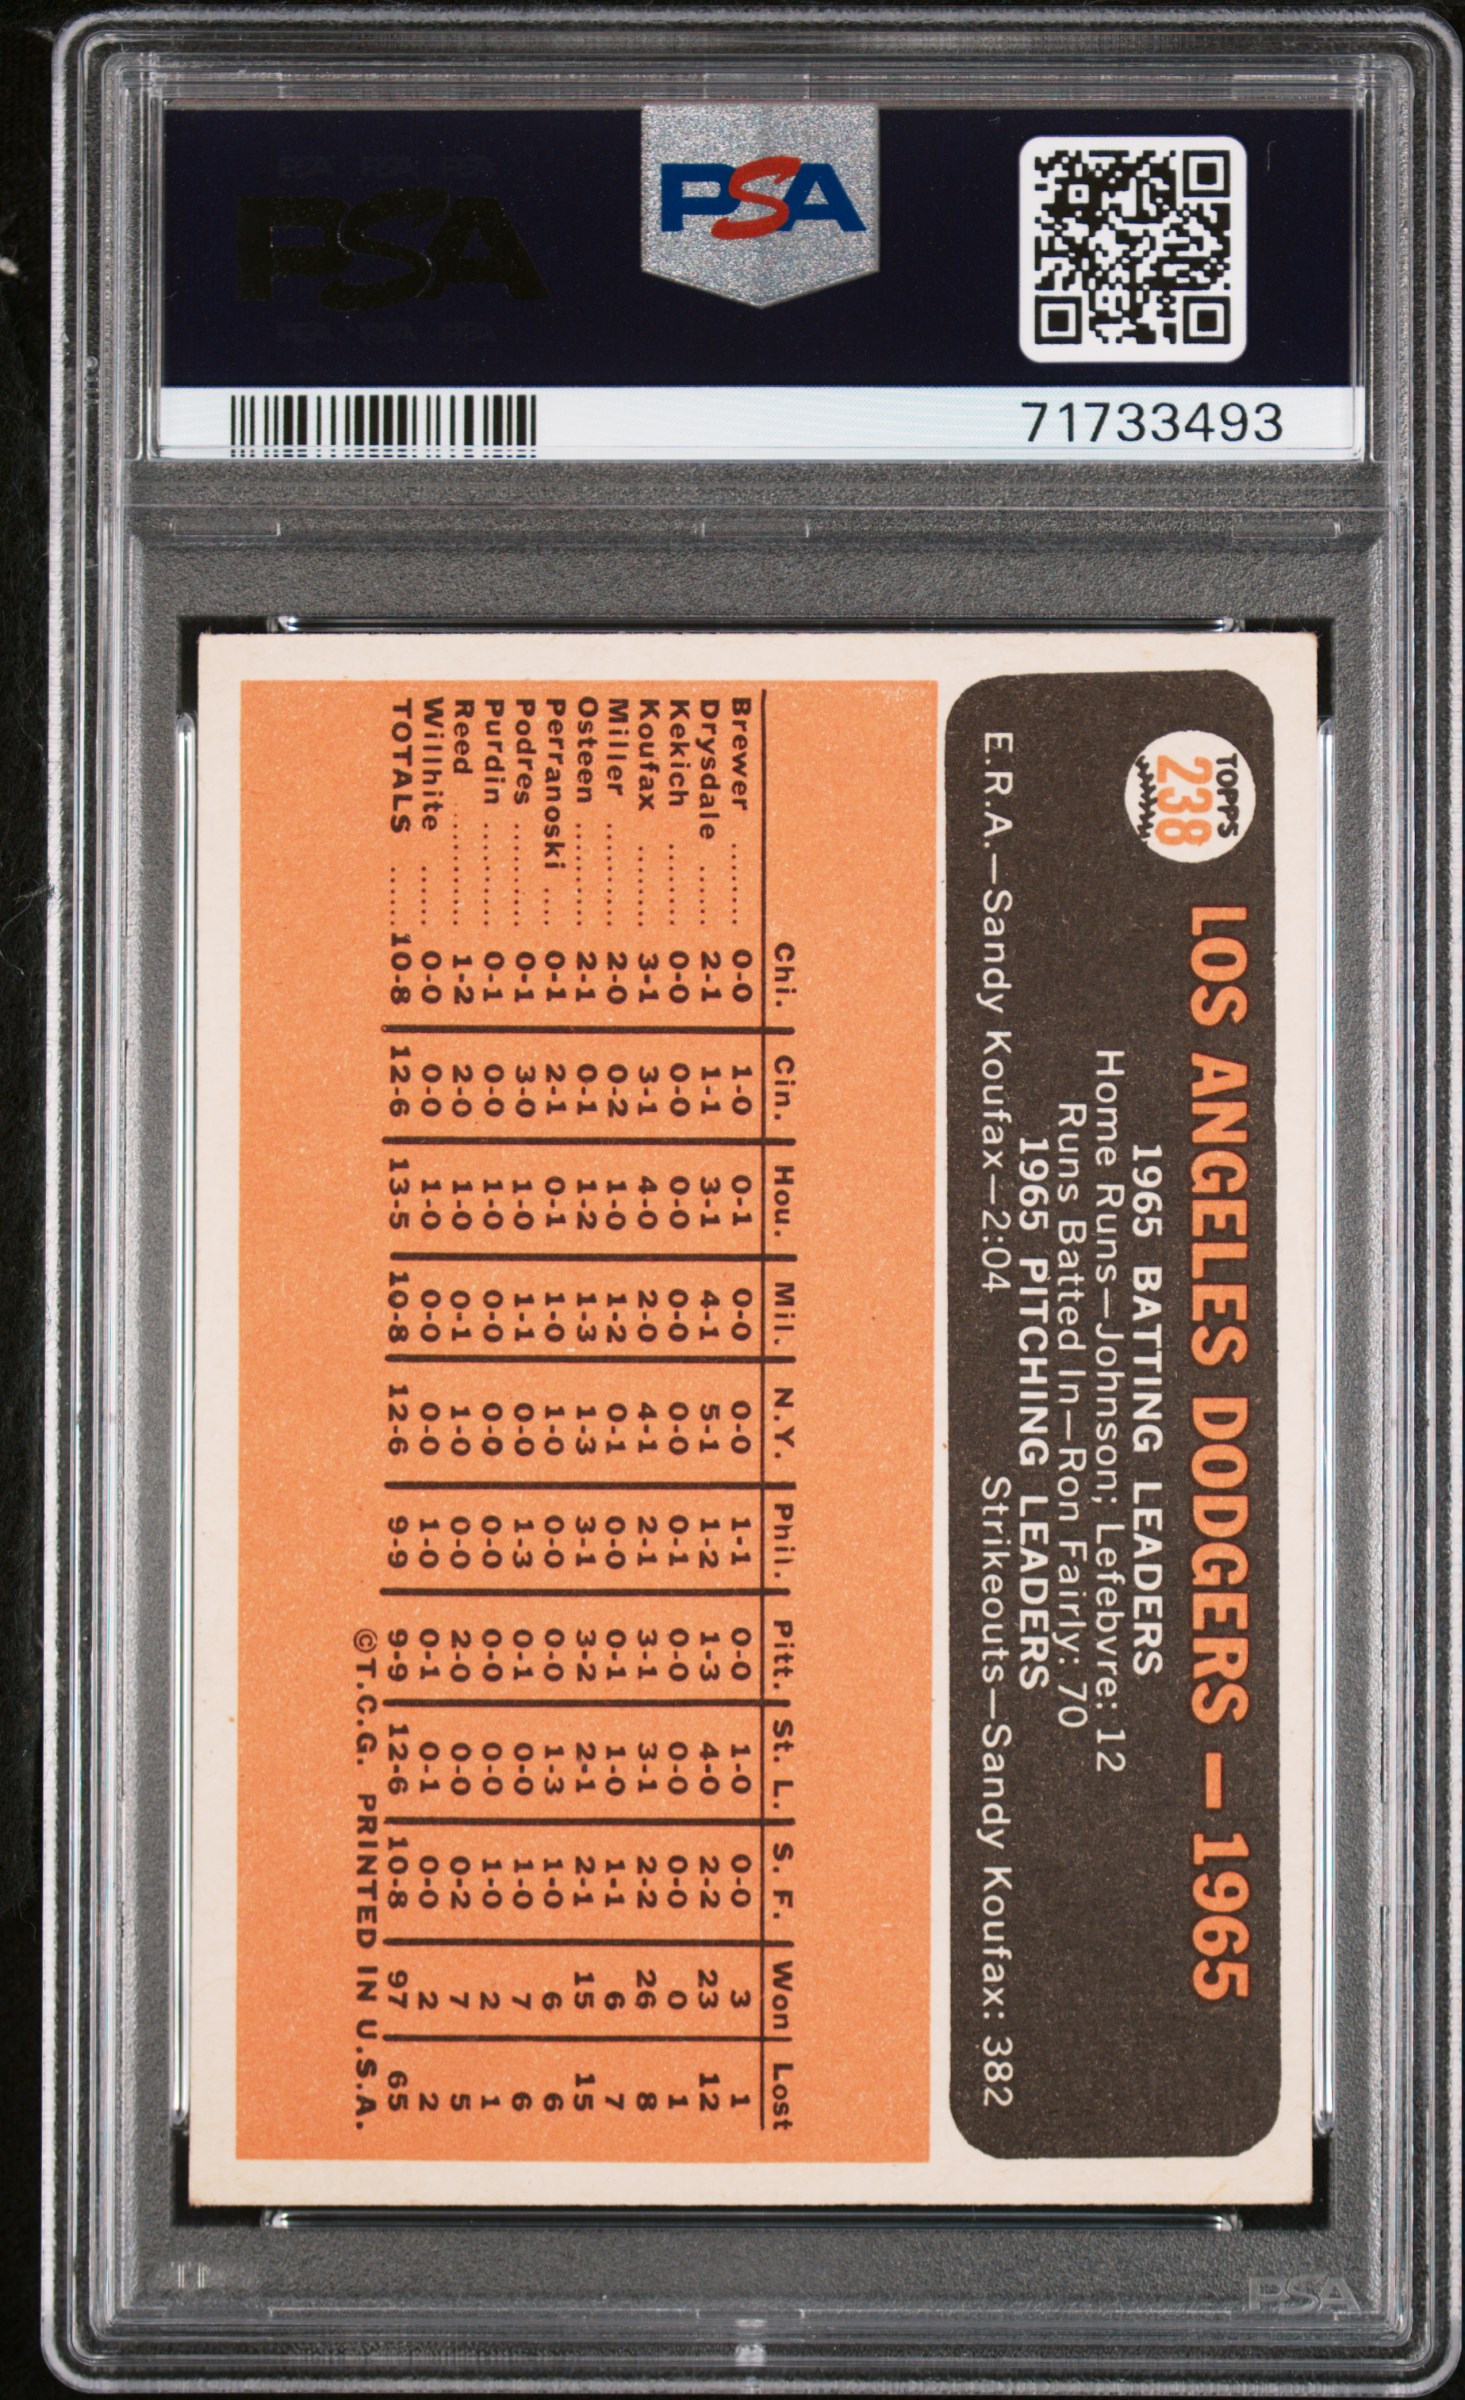 PSA
PSA
71733493
TOPPS
238
LOS ANGELES DODGERS — 1965
1965 BATTING LEADERS
Home Runs—Johnson; Lefebvre: 12
Runs Batted In—Ron Fairly: 70
1965 PITCHING LEADERS
E.R.A.—Sandy Koufax—2:04 Strikeouts—Sandy Koufax: 382
Chi. Cin. Hou. Mil. N.Y. Phil. Pitt. St. L. S. F. Won Lost
Brewer ........ 0-0 1-0 0-1 0-0 0-0 1-1 0-0 1-0 0-0 3 1
Drysdale ...... 2-1 1-1 3-1 4-1 5-1 1-2 1-3 4-0 2-2 23 12
Kekich ........ 0-0 0-0 0-0 0-0 0-0 0-1 0-0 0-0 0-0 0 1
Koufax ........ 3-1 3-1 4-0 2-0 4-1 2-1 3-1 3-1 2-2 26 8
Miller .......... 2-0 0-2 1-0 1-2 0-1 0-0 0-1 1-0 1-1 6 7
Osteen .......... 2-1 0-1 1-2 1-3 1-3 3-1 3-2 2-1 2-1 15 15
Perranoski .... 0-1 2-1 0-1 1-0 1-0 0-0 0-0 1-3 1-0 6 6
Podres ......... 0-1 3-0 1-0 1-1 0-0 1-3 0-1 0-0 1-0 7 6
Purdin .......... 0-1 0-0 1-0 0-0 0-0 0-0 0-0 0-0 1-0 2 1
Reed ........... 1-2 2-0 1-0 0-1 1-0 0-0 2-0 0-0 0-2 7 5
Willhite ...... 0-0 0-0 1-0 0-0 0-0 1-0 0-1 0-1 0-0 2 2
TOTALS ...... 10-8 12-6 13-5 10-8 12-6 9-9 9-9 12-6 10-8 97 65
©T.C.G. PRINTED IN U.S.A.
PSA